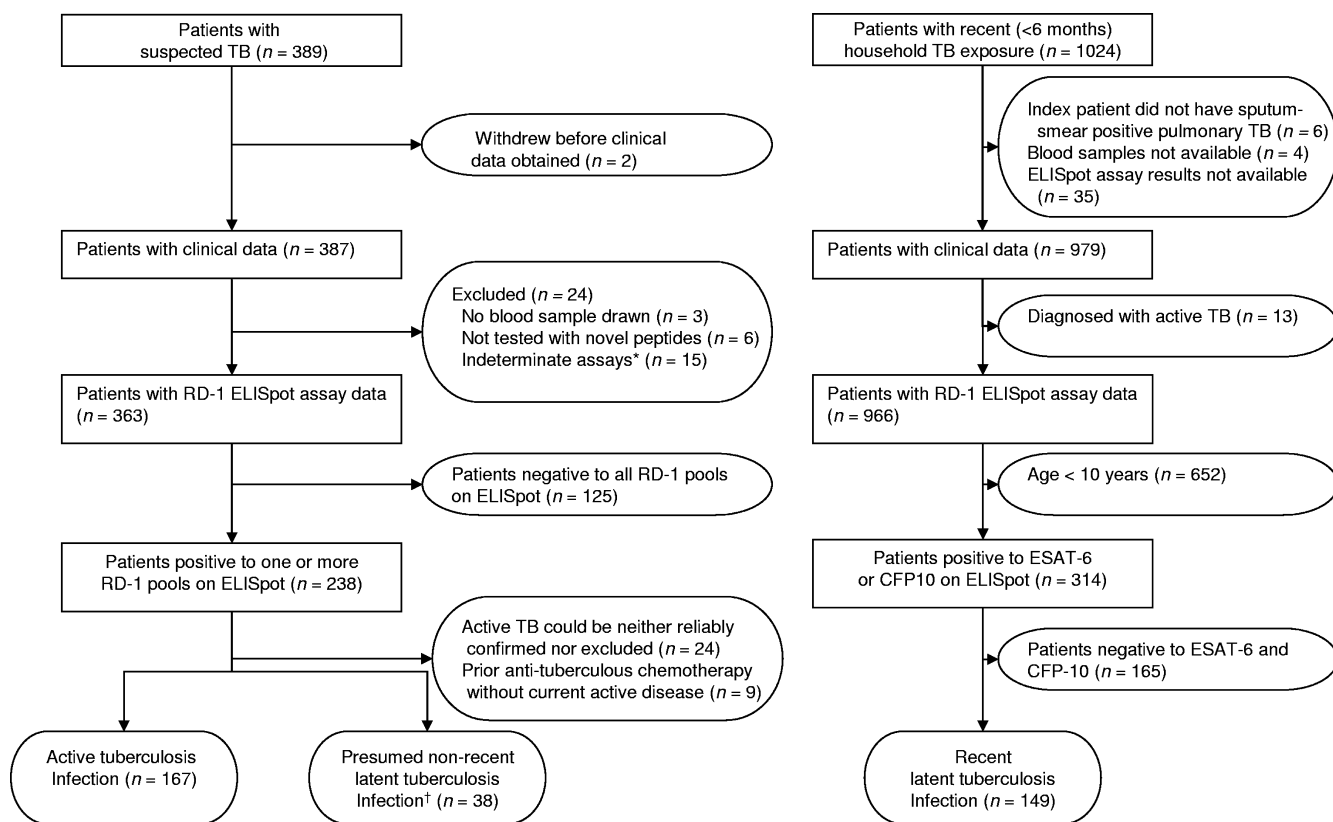 Patients with
suspected TB (n = 389)
Withdrew before clinical
data obtained (n = 2)
Patients with clinical data (n = 387)
Excluded (n = 24)
No blood sample drawn (n = 3)
Not tested with novel peptides (n = 6)
Indeterminate assays* (n = 15)
Patients with RD-1 ELISpot assay data
(n = 363)
Patients negative to all RD-1 pools
on ELISpot (n = 125)
Patients positive to one or more
RD-1 pools on ELISpot (n = 238)
Active TB could be neither reliably
confirmed nor excluded (n = 24)
Prior anti-tuberculous chemotherapy
without current active disease (n = 9)
Active tuberculosis
Infection (n = 167)
Presumed non-recent
latent tuberculosis
Infection† (n = 38)
Patients with recent (<6 months)
household TB exposure (n = 1024)
Index patient did not have sputum-
smear positive pulmonary TB (n = 6)
Blood samples not available (n = 4)
ELISpot assay results not available
(n = 35)
Patients with clinical data (n = 979)
Diagnosed with active TB (n = 13)
Patients with RD-1 ELISpot assay data
(n = 966)
Age < 10 years (n = 652)
Patients positive to ESAT-6
or CFP10 on ELISpot (n = 314)
Patients negative to ESAT-6 and
CFP-10 (n = 165)
Recent
latent tuberculosis
Infection (n = 149)